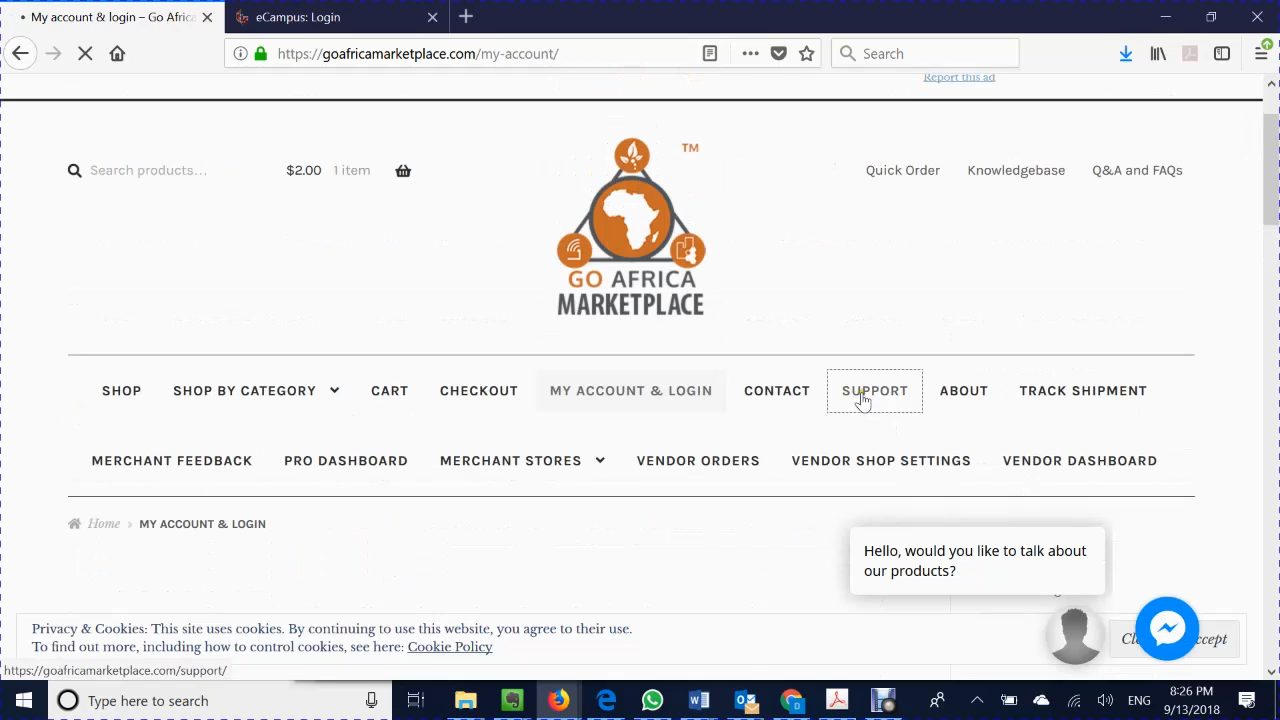 My account & login – Go Africa
eCampus: Login
https://goafricamarketplace.com/my-account/
Search
Report this ad
Search products…
$2.00 1 item
Quick Order Knowledgebase Q&A and FAQs
TM
GO AFRICA
MARKETPLACE
SHOP SHOP BY CATEGORY CART CHECKOUT MY ACCOUNT & LOGIN CONTACT SUPPORT ABOUT TRACK SHIPMENT
MERCHANT FEEDBACK PRO DASHBOARD MERCHANT STORES VENDOR ORDERS VENDOR SHOP SETTINGS VENDOR DASHBOARD
Home › MY ACCOUNT & LOGIN
Hello, would you like to talk about
our products?
Privacy & Cookies: This site uses cookies. By continuing to use this website, you agree to their use.
To find out more, including how to control cookies, see here: Cookie Policy
https://goafricamarketplace.com/support/
Type here to search
ENG
8:26 PM
9/13/2018